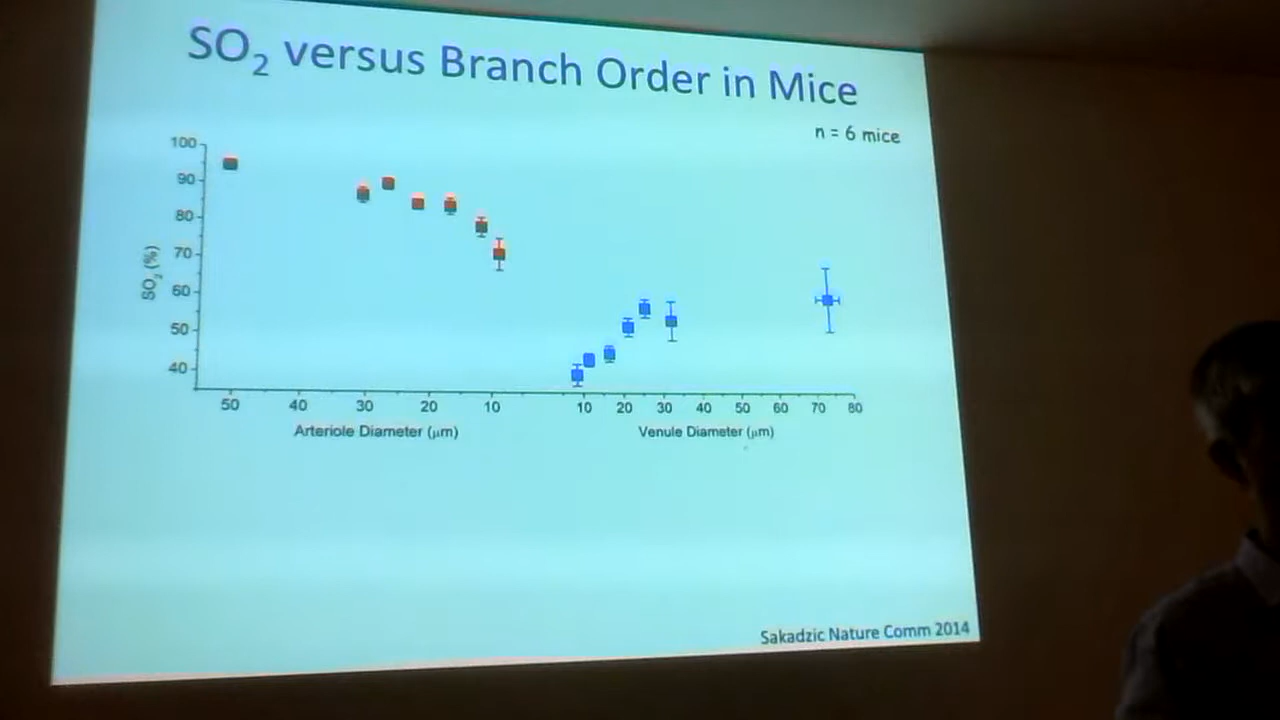 SO₂ versus Branch Order in Mice
n = 6 mice
100
90
80
70
60
50
40
SO₂ (%)
50 40 30 20 10 10 20 30 40 50 60 70 80
Arteriole Diameter (μm) Venule Diameter (μm)
Sakadzic Nature Comm 2014